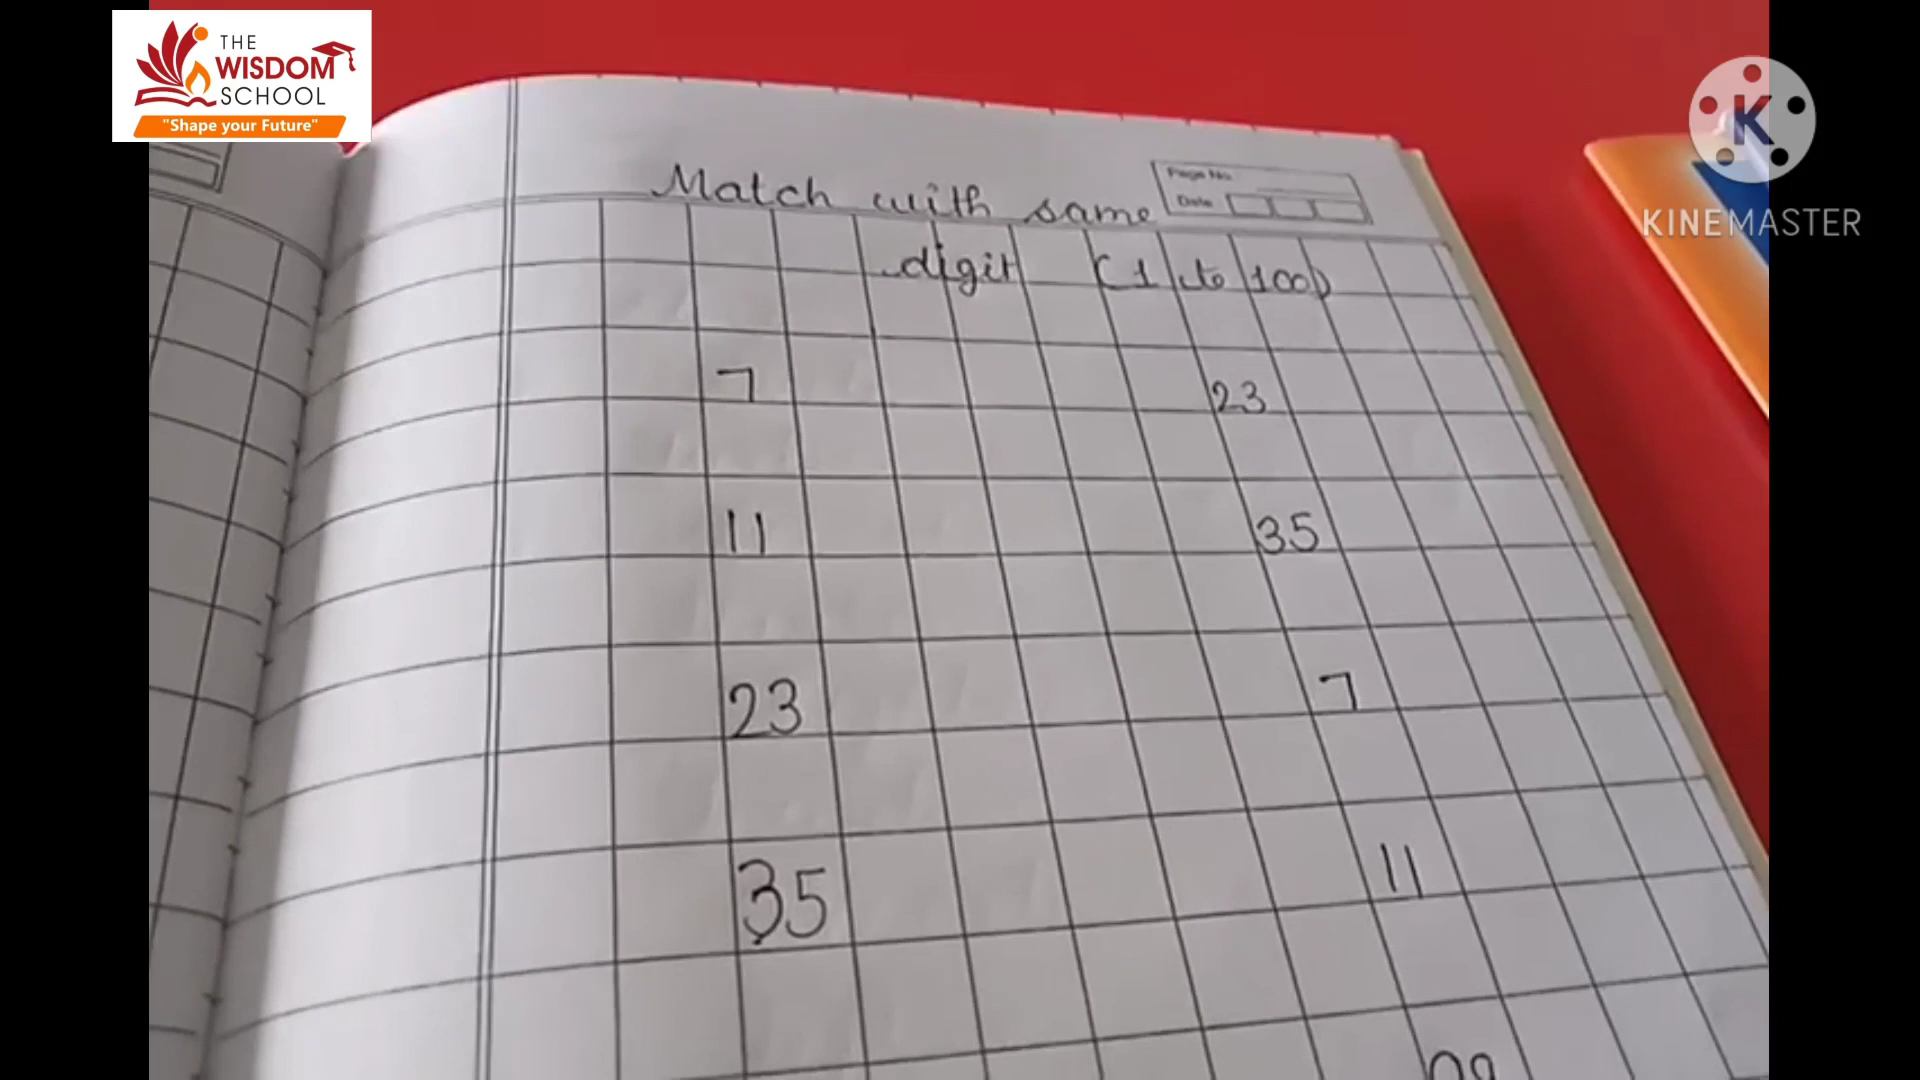 THE
WISDOM
SCHOOL
"Shape your Future"
K
KINEMASTER
Page No
Date
Match with same
digit (1 to 100)
7 23
11 35
23 7
35 11